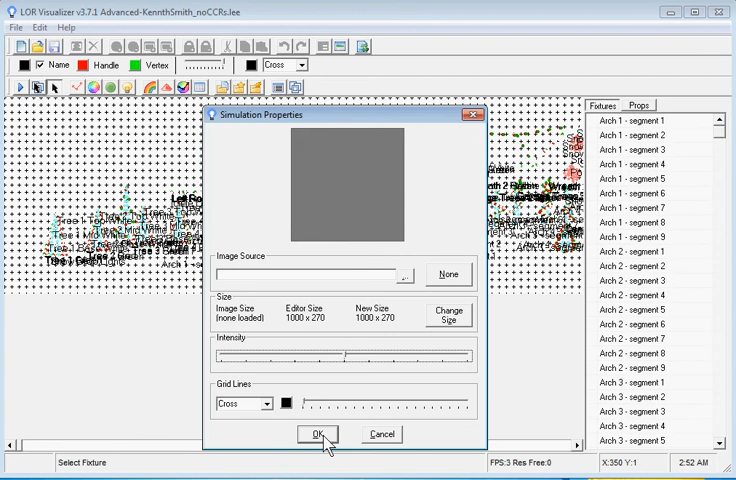 LOR Visualizer v3.7.1 Advanced-KennthSmith_noCCRs.lee
File Edit Help
Name Handle Vertex Cross
Simulation Properties
Image Source
None
Size
Image Size Editor Size New Size
(none loaded) 1000 x 270 1000 x 270
Change
Size
Intensity
Grid Lines
Cross
OK Cancel
Tree 1 Top White
Fixtures Props
Arch 1 - segment 1
Arch 1 - segment 2
Arch 1 - segment 3
Arch 1 - segment 4
Arch 1 - segment 5
Arch 1 - segment 6
Arch 1 - segment 7
Arch 1 - segment 8
Arch 1 - segment 9
Arch 2 - segment 1
Arch 2 - segment 2
Arch 2 - segment 3
Arch 2 - segment 4
Arch 2 - segment 5
Arch 2 - segment 6
Arch 2 - segment 7
Arch 2 - segment 8
Arch 2 - segment 9
Arch 3 - segment 1
Arch 3 - segment 2
Arch 3 - segment 3
Arch 3 - segment 4
Arch 3 - segment 5
Select Fixture FPS:3 Res Free:0 X:350 Y:1 2:52 AM